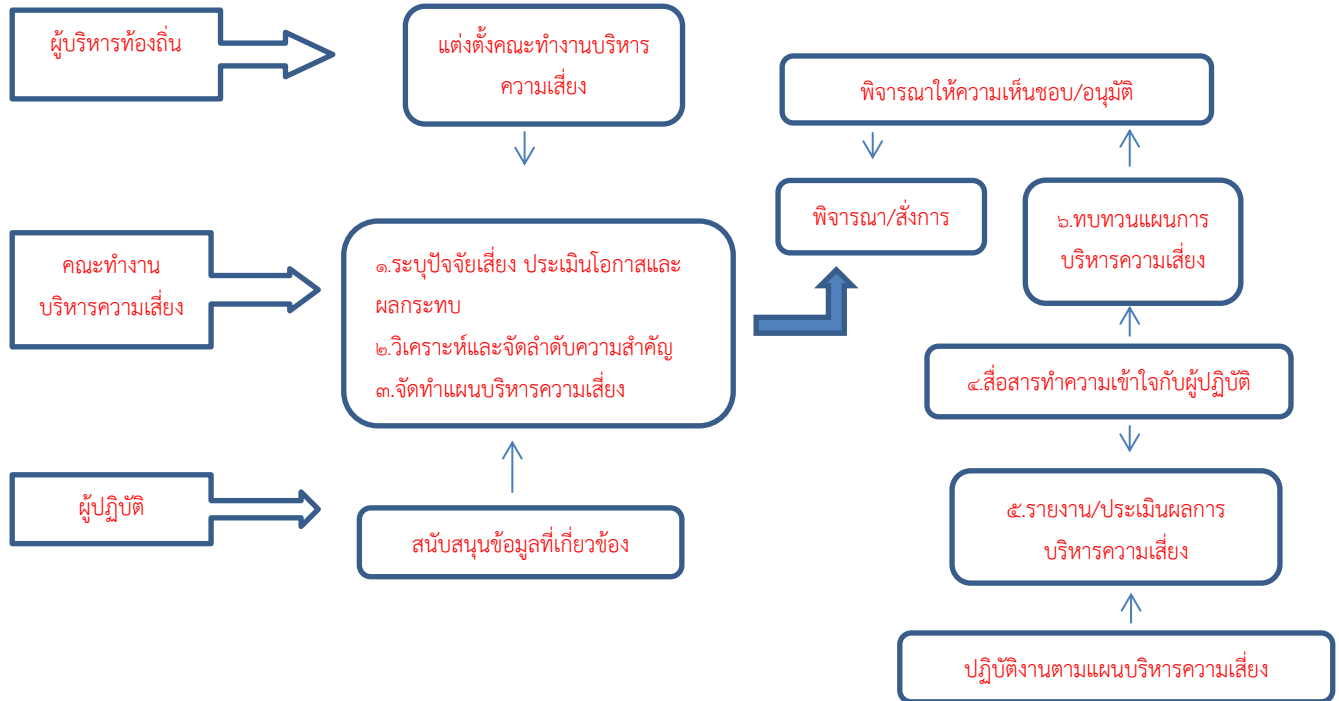 ผู้บริหารท้องถิ่น
แต่งตั้งคณะทำงานบริหาร
ความเสี่ยง
พิจารณาให้ความเห็นชอบ/อนุมัติ
พิจารณา/สั่งการ
๖.ทบทวนแผนการ
บริหารความเสี่ยง
คณะทำงาน
บริหารความเสี่ยง
๑.ระบุปัจจัยเสี่ยง ประเมินโอกาสและ
ผลกระทบ
๒.วิเคราะห์และจัดลำดับความสำคัญ
๓.จัดทำแผนบริหารความเสี่ยง
๔.สื่อสารทำความเข้าใจกับผู้ปฏิบัติ
ผู้ปฏิบัติ
สนับสนุนข้อมูลที่เกี่ยวข้อง
๕.รายงาน/ประเมินผลการ
บริหารความเสี่ยง
ปฏิบัติงานตามแผนบริหารความเสี่ยง